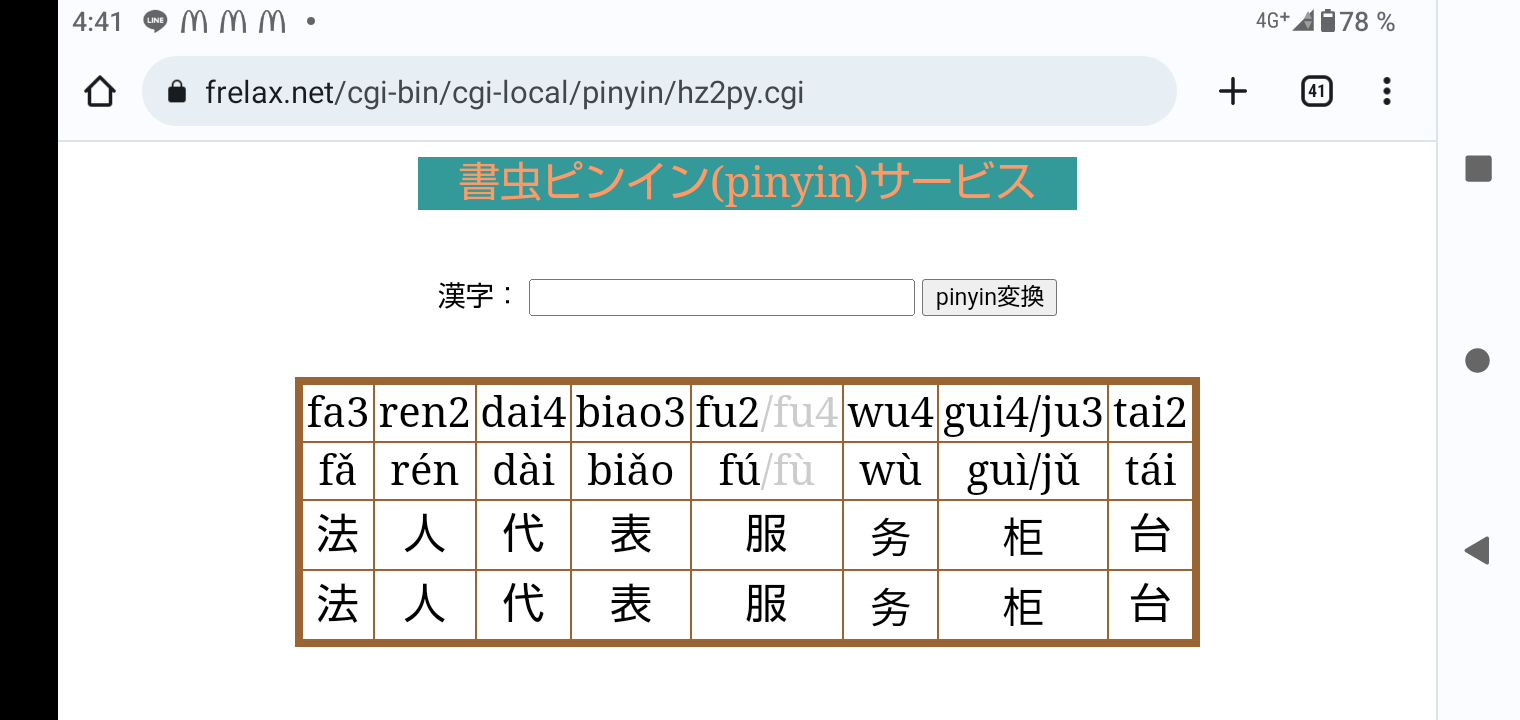 4:41 LINE 4G+ 78 %
frelax.net/cgi-bin/cgi-local/pinyin/hz2py.cgi 41
書虫ピンイン(pinyin)サービス
漢字： pinyin変換
fa3 ren2 dai4 biao3 fu2/fu4 wu4 gui4/ju3 tai2
fǎ rén dài biǎo fú/fù wù guì/jǔ tái
法 人 代 表 服 务 柜 台
法 人 代 表 服 务 柜 台